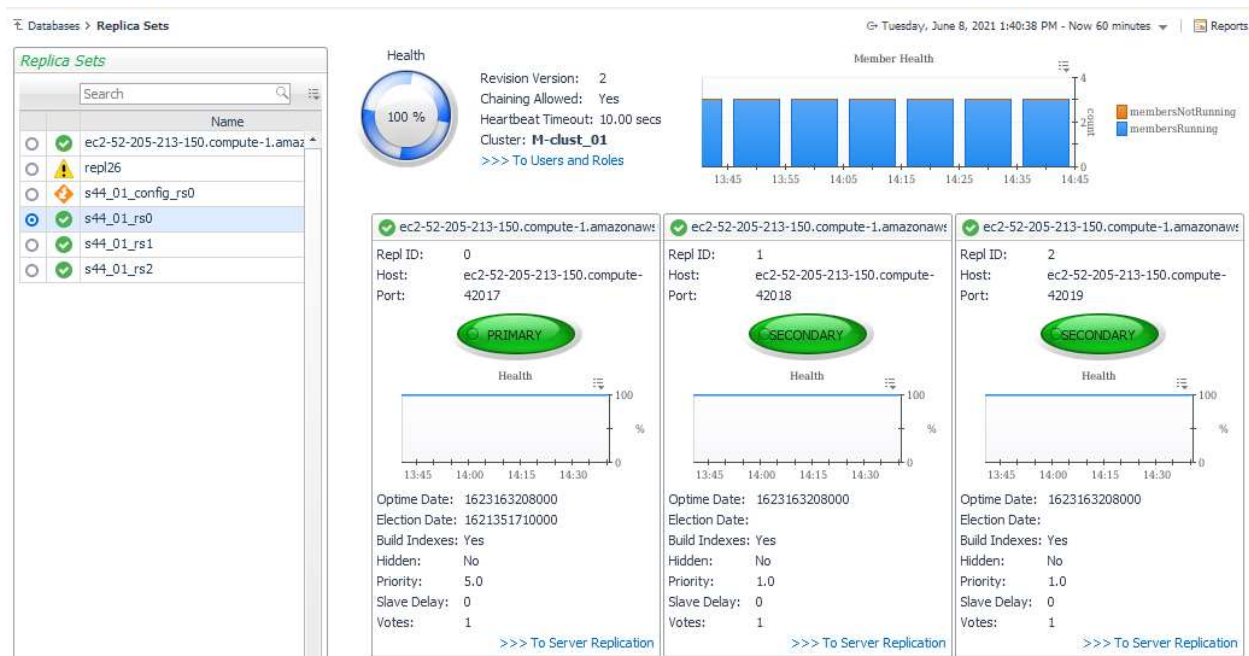 Databases > Replica Sets
Tuesday, June 8, 2021 1:40:38 PM - Now 60 minutes
Reports
Replica Sets
Search
Name
ec2-52-205-213-150.compute-1.amaz
repl26
s44_01_config_rs0
s44_01_rs0
s44_01_rs1
s44_01_rs2
Health
100 %
Revision Version: 2
Chaining Allowed: Yes
Heartbeat Timeout: 10.00 secs
Cluster: M-clust_01
>>> To Users and Roles
Member Health
4
2
0
count
13:45 13:55 14:05 14:15 14:25 14:35 14:45
membersNotRunning
membersRunning
ec2-52-205-213-150.compute-1.amazonaws
Repl ID: 0
Host: ec2-52-205-213-150.compute-
Port: 42017
PRIMARY
Health
100
%
0
13:45 14:00 14:15 14:30
Optime Date: 1623163208000
Election Date: 1621351710000
Build Indexes: Yes
Hidden: No
Priority: 5.0
Slave Delay: 0
Votes: 1
>>> To Server Replication
ec2-52-205-213-150.compute-1.amazonaws
Repl ID: 1
Host: ec2-52-205-213-150.compute-
Port: 42018
SECONDARY
Health
100
%
0
13:45 14:00 14:15 14:30
Optime Date: 1623163208000
Election Date:
Build Indexes: Yes
Hidden: No
Priority: 1.0
Slave Delay: 0
Votes: 1
>>> To Server Replication
ec2-52-205-213-150.compute-1.amazonaws
Repl ID: 2
Host: ec2-52-205-213-150.compute-
Port: 42019
SECONDARY
Health
100
%
0
13:45 14:00 14:15 14:30
Optime Date: 1623163208000
Election Date:
Build Indexes: Yes
Hidden: No
Priority: 1.0
Slave Delay: 0
Votes: 1
>>> To Server Replication